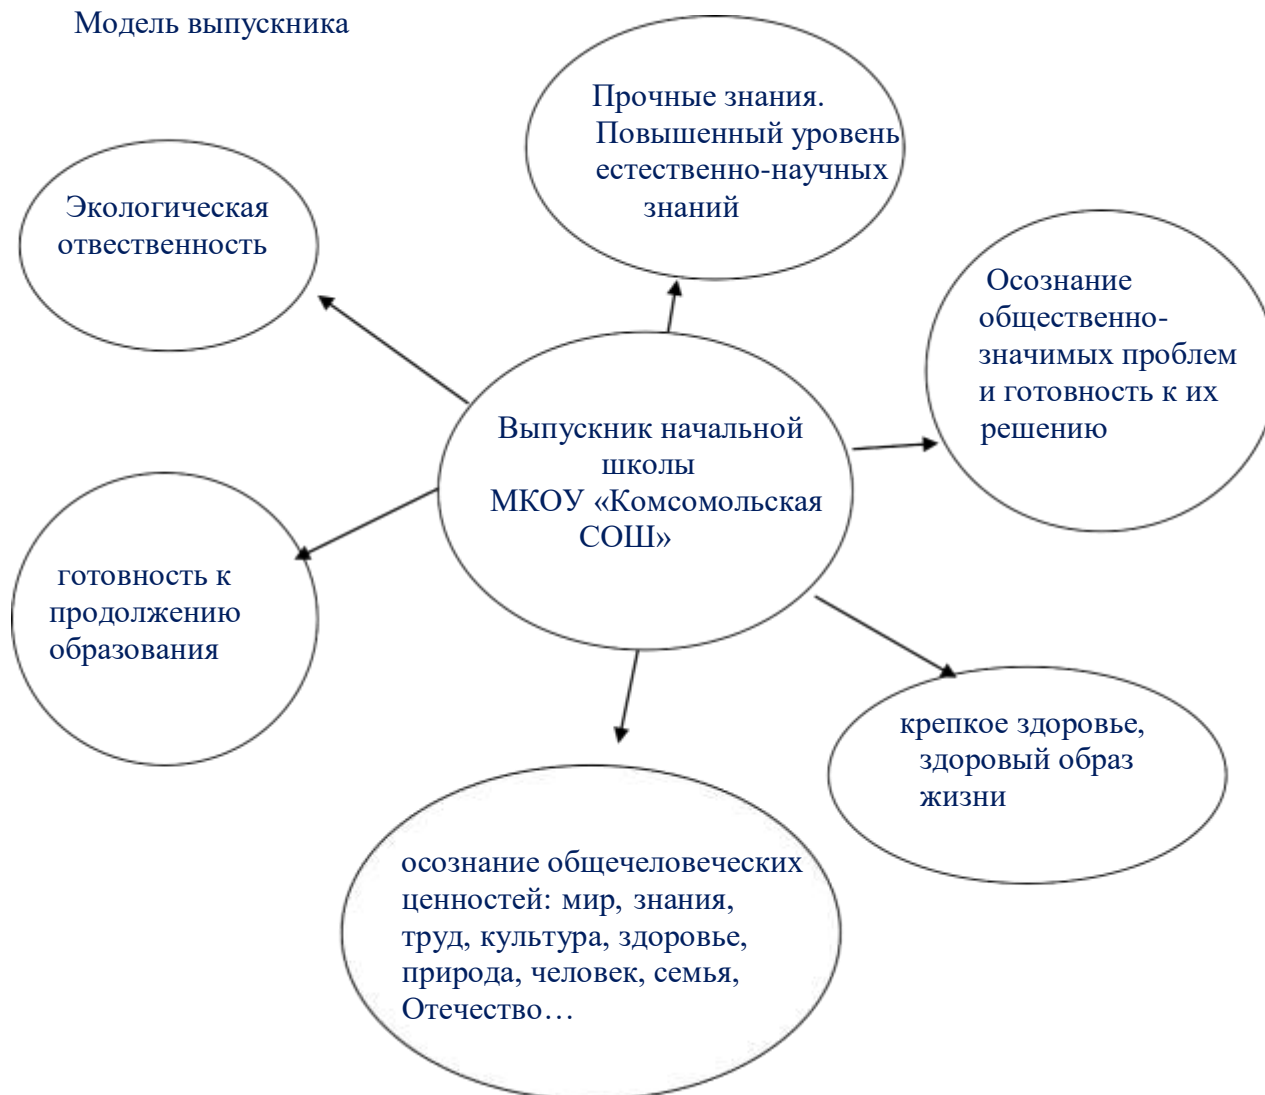 Модель выпускника
Прочные знания.
Повышенный уровень
естественно-научных
знаний
Экологическая
отвественность
Осознание
общественно-
значимых проблем
и готовность к их
решению
Выпускник начальной
школы
МКОУ «Комсомольская
СОШ»
готовность к
продолжению
образования
крепкое здоровье,
здоровый образ
жизни
осознание общечеловеческих
ценностей: мир, знания,
труд, культура, здоровье,
природа, человек, семья,
Отечество…